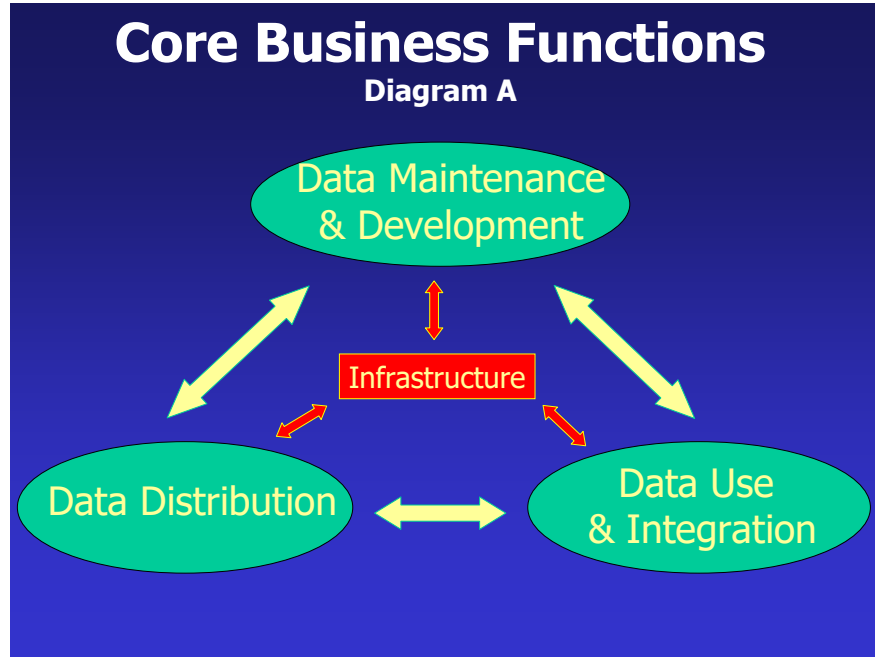 Core Business Functions
Diagram A
Data Maintenance
& Development
Infrastructure
Data Distribution
Data Use
& Integration